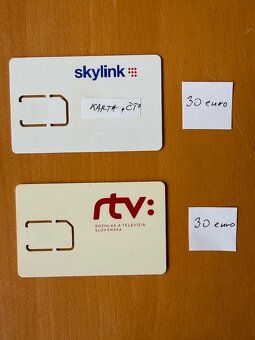 skylink
KARTA "ČT"
30 euro
rtv:
ROZHLAS A TELEVÍZIA
SLOVENSKA
30 euro